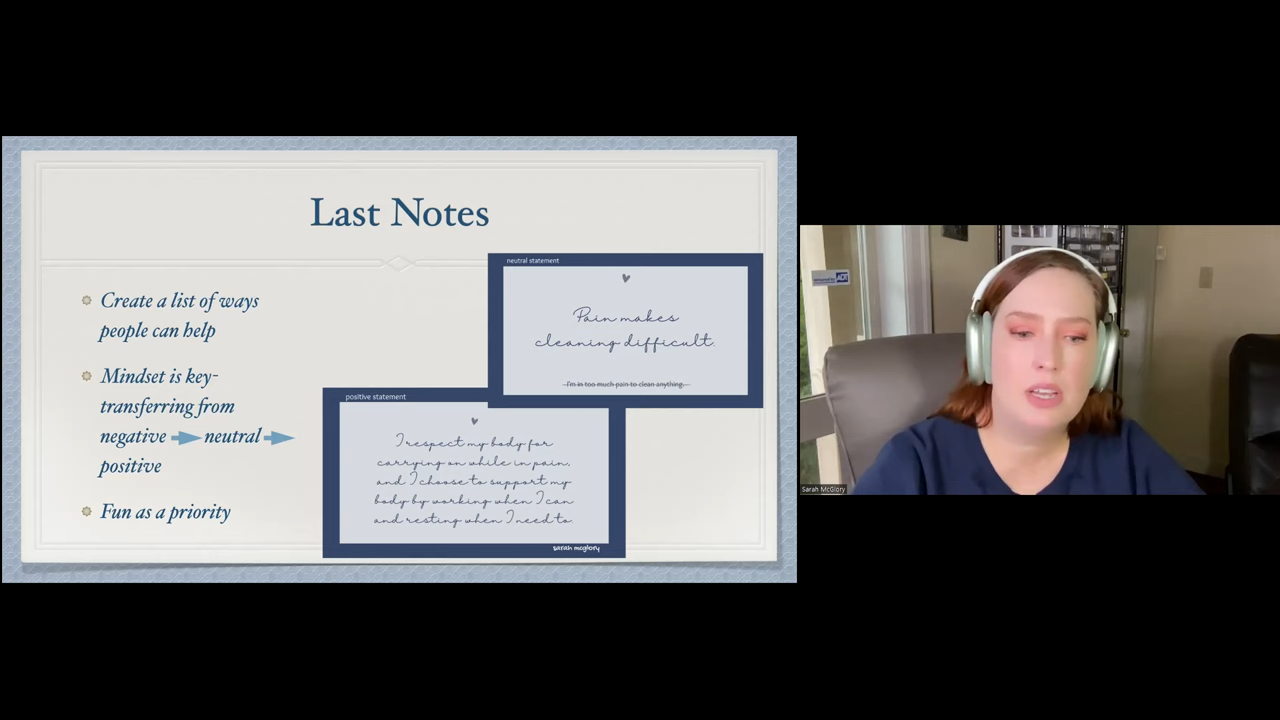 Last Notes
Create a list of ways
people can help
Mindset is key-
transferring from
negative neutral
positive
Fun as a priority
neutral statement
Pain makes
cleaning difficult.
I'm in too much pain to clean anything.
positive statement
I respect my body for
carrying on while in pain,
and I choose to support my
body by working when I can
and resting when I need to.
sarah mcglory
ADT
Sarah McGlory